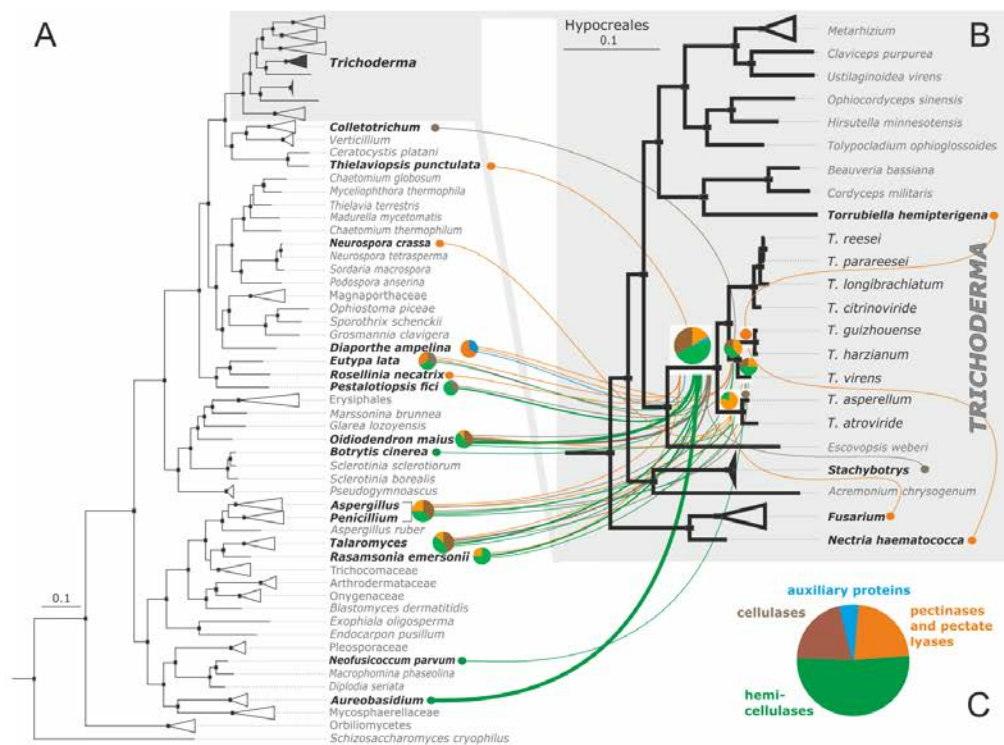 A
Trichoderma
Colletotrichum
Verticillium
Ceratocystis platani
Thielaviopsis punctulata
Chaetomium globosum
Myceliophthora thermophila
Thielavia terrestris
Madurella mycetomatis
Chaetomium thermophilum
Neurospora crassa
Neurospora tetrasperma
Sordaria macrospora
Podospora anserina
Magnaporthaceae
Ophiostoma piceae
Sporothrix schenckii
Grosmannia clavigera
Diaporthe ampelina
Eutypa lata
Rosellinia necatrix
Pestalotiopsis fici
Erysiphales
Marssonina brunnea
Glarea lozoyensis
Oidiodendron maius
Botrytis cinerea
Sclerotinia sclerotiorum
Sclerotinia borealis
Pseudogymnoascus
Aspergillus
Penicillium
Aspergillus ruber
Talaromyces
Rasamsonia emersonii
Trichocomaceae
Arthrodermataceae
Onygenaceae
Blastomyces dermatitidis
Exophiala oligosperma
Endocarpon pusillum
Pleosporaceae
Neofusicoccum parvum
Macrophomina phaseolina
Diplodia seriata
Aureobasidium
Mycosphaerellaceae
Orbiliomycetes
Schizosaccharomyces cryophilus
0.1
Hypocreales
0.1
B
Metarhizium
Claviceps purpurea
Ustilaginoidea virens
Ophiocordyceps sinensis
Hirsutella minnesotensis
Tolypocladium ophioglossoides
Beauveria bassiana
Cordyceps militaris
Torrubiella hemipterigena
T. reesei
T. parareesei
T. longibrachiatum
T. citrinoviride
T. guizhouense
T. harzianum
T. virens
T. asperellum
T. atroviride
Escovopsis weberi
Stachybotrys
Acremonium chrysogenum
Fusarium
Nectria haematococca
TRICHODERMA
auxiliary proteins
cellulases
pectinases
and pectate
lyases
hemi-
cellulases
C